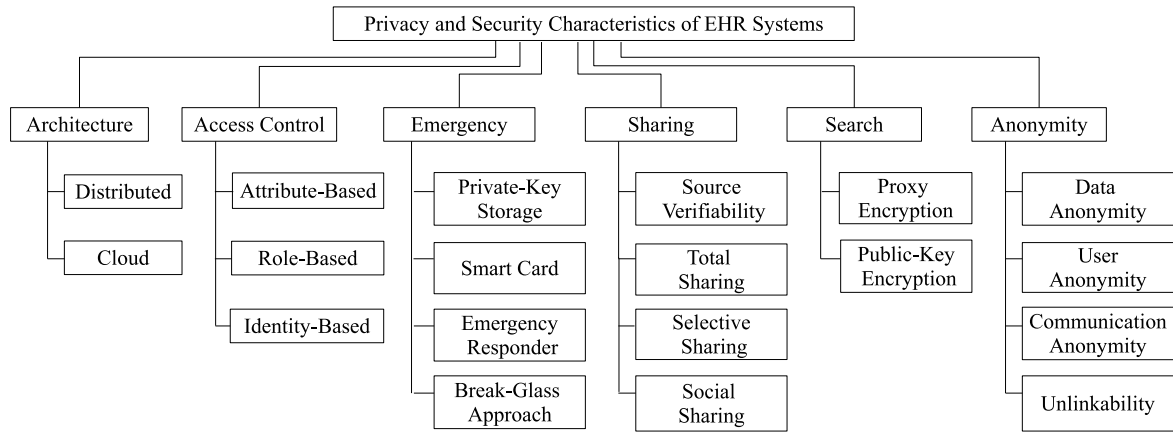 Privacy and Security Characteristics of EHR Systems
Architecture
Distributed
Cloud
Access Control
Attribute-Based
Role-Based
Identity-Based
Emergency
Private-Key
Storage
Smart Card
Emergency
Responder
Break-Glass
Approach
Sharing
Source
Verifiability
Total
Sharing
Selective
Sharing
Social
Sharing
Search
Proxy
Encryption
Public-Key
Encryption
Anonymity
Data
Anonymity
User
Anonymity
Communication
Anonymity
Unlinkability